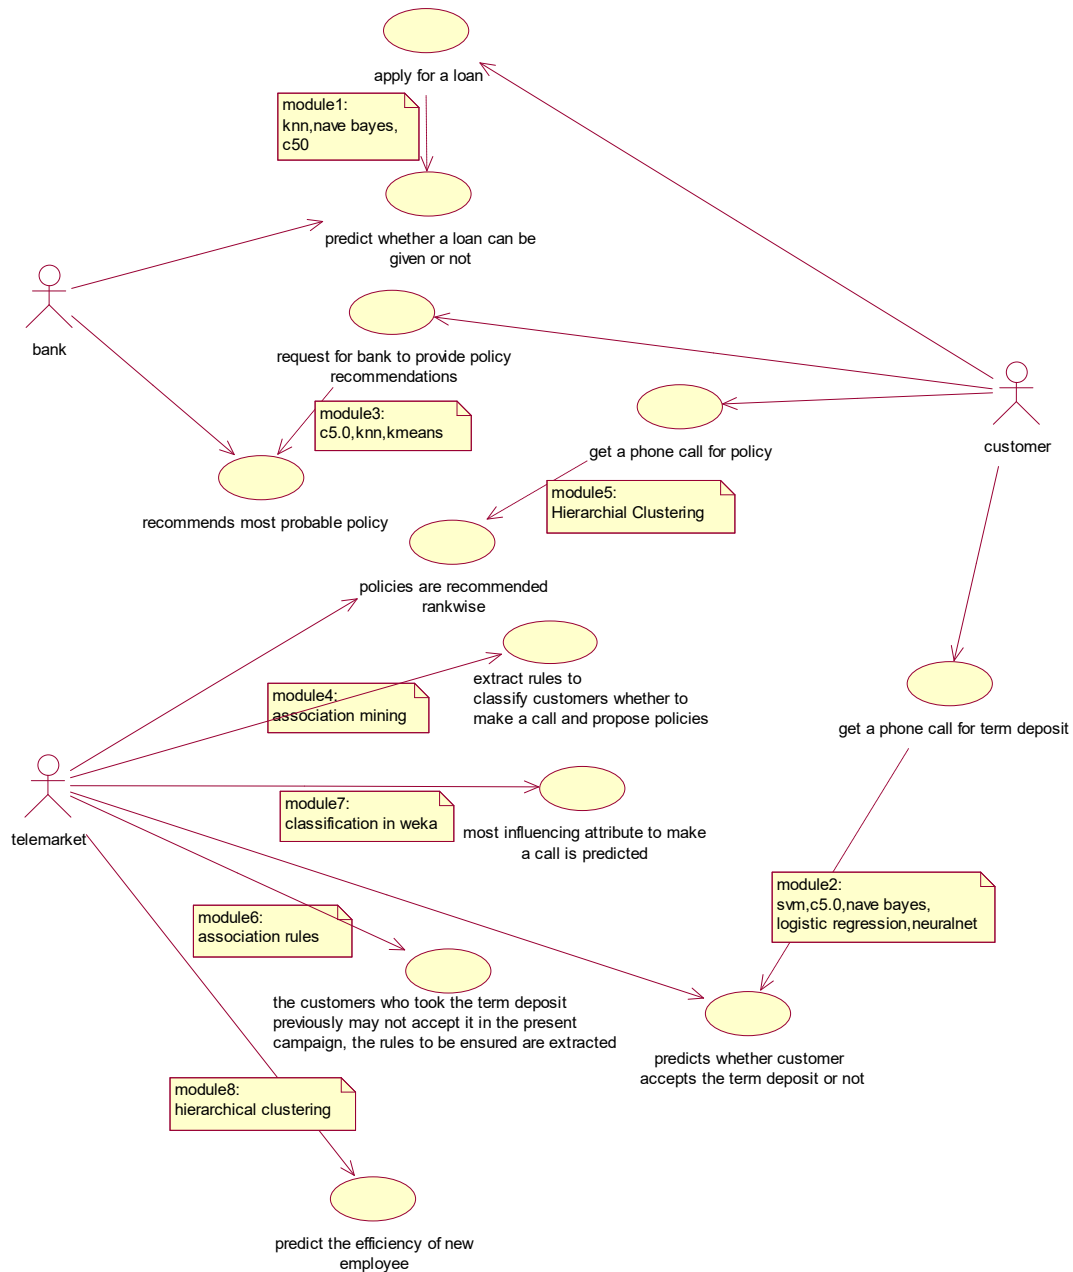 apply for a loan
module1:
knn,nave bayes,
c50
predict whether a loan can be
given or not
bank
request for bank to provide policy
recommendations
module3:
c5.0,knn,kmeans
customer
get a phone call for policy
module5:
Hierarchial Clustering
recommends most probable policy
policies are recommended
rankwise
extract rules to
classify customers whether to
make a call and propose policies
module4:
association mining
get a phone call for term deposit
telemarket
module7:
classification in weka
most influencing attribute to make
a call is predicted
module2:
svm,c5.0,nave bayes,
logistic regression,neuralnet
module6:
association rules
the customers who took the term deposit
previously may not accept it in the present
campaign, the rules to be ensured are extracted
predicts whether customer
accepts the term deposit or not
module8:
hierarchical clustering
predict the efficiency of new
employee